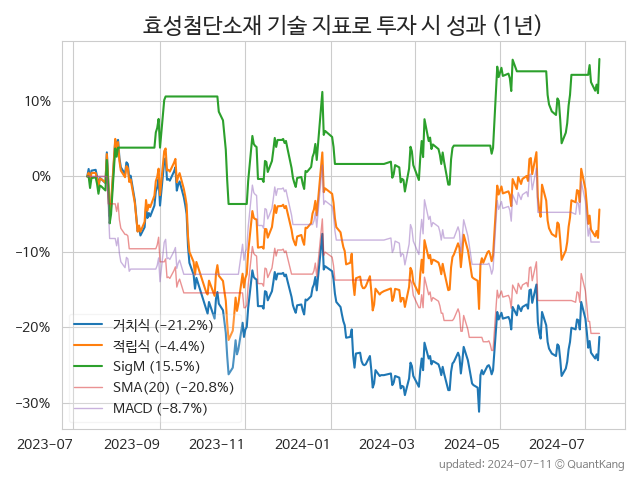 효성첨단소재 기술 지표로 투자 시 성과 (1년)
10%
0%
−10%
−20%
−30%
거치식 (−21.2%)
적립식 (−4.4%)
SigM (15.5%)
SMA(20) (−20.8%)
MACD (−8.7%)
2023-07
2023-09
2023-11
2024-01
2024-03
2024-05
2024-07
updated: 2024-07-11 © QuantKang